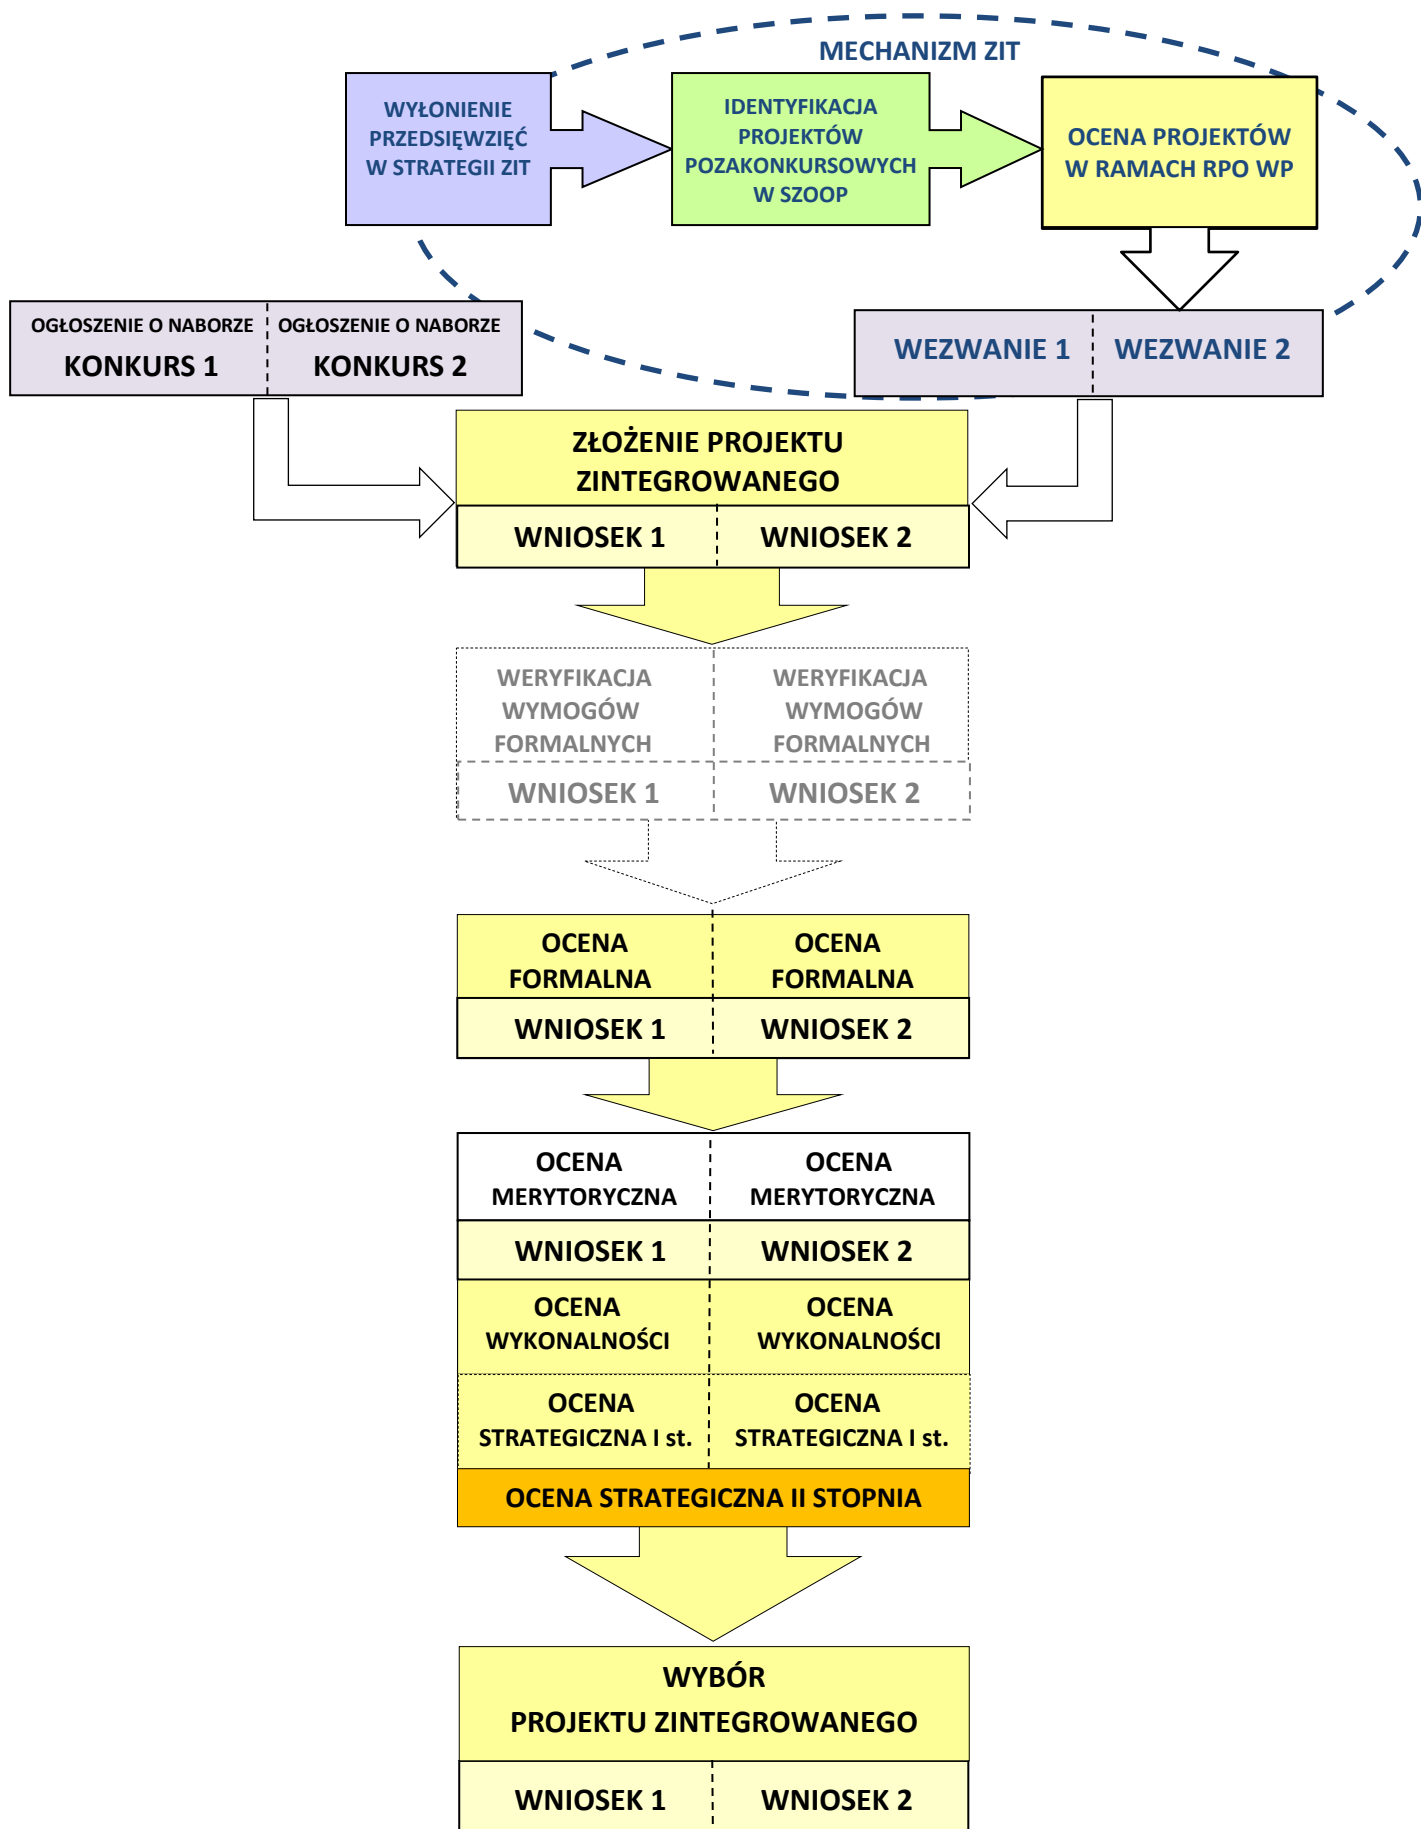 MECHANIZM ZIT
WYŁONIENIE
PRZEDSIĘWZIĘĆ
W STRATEGII ZIT
IDENTYFIKACJA
PROJEKTÓW
POZAKONKURSOWYCH
W SZOOP
OCENA PROJEKTÓW
W RAMACH RPO WP
OGŁOSZENIE O NABORZE
KONKURS 1
OGŁOSZENIE O NABORZE
KONKURS 2
WEZWANIE 1
WEZWANIE 2
ZŁOŻENIE PROJEKTU
ZINTEGROWANEGO
WNIOSEK 1
WNIOSEK 2
WERYFIKACJA
WYMOGÓW
FORMALNYCH
WERYFIKACJA
WYMOGÓW
FORMALNYCH
WNIOSEK 1
WNIOSEK 2
OCENA
FORMALNA
OCENA
FORMALNA
WNIOSEK 1
WNIOSEK 2
OCENA
MERYTORYCZNA
OCENA
MERYTORYCZNA
WNIOSEK 1
WNIOSEK 2
OCENA
WYKONALNOŚCI
OCENA
WYKONALNOŚCI
OCENA
STRATEGICZNA I st.
OCENA
STRATEGICZNA I st.
OCENA STRATEGICZNA II STOPNIA
WYBÓR
PROJEKTU ZINTEGROWANEGO
WNIOSEK 1
WNIOSEK 2